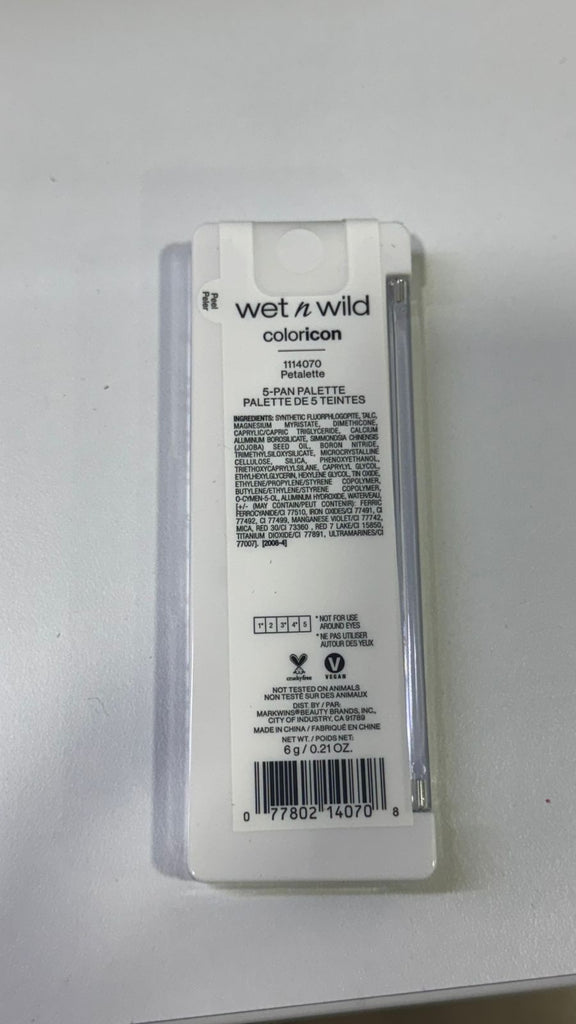 Peel
Peler
wet n wild
coloricon
1114070
Petalette
5-PAN PALETTE
PALETTE DE 5 TEINTES
INGREDIENTS: SYNTHETIC FLUORPHLOGOPITE, TALC,
MAGNESIUM MYRISTATE, DIMETHICONE,
CAPRYLIC/CAPRIC TRIGLYCERIDE, CALCIUM
ALUMINUM BOROSILICATE, SIMMONDSIA CHINENSIS
(JOJOBA) SEED OIL, BORON NITRIDE,
TRIMETHYLSILOXYSILICATE, MICROCRYSTALLINE
CELLULOSE, SILICA, PHENOXYETHANOL,
TRIETHOXYCAPRYLYLSILANE, CAPRYLYL GLYCOL,
ETHYLHEXYLGLYCERIN, HEXYLENE GLYCOL, TIN OXIDE,
ETHYLENE/PROPYLENE/STYRENE COPOLYMER,
BUTYLENE/ETHYLENE/STYRENE COPOLYMER,
O-CYMEN-5-OL, ALUMINUM HYDROXIDE, WATER/EAU,
[+/- (MAY CONTAIN/PEUT CONTENIR): FERRIC
FERROCYANIDE/CI 77510, IRON OXIDES/CI 77491, CI
77492, CI 77499, MANGANESE VIOLET/CI 77742,
MICA, RED 30/CI 73360 , RED 7 LAKE/CI 15850,
TITANIUM DIOXIDE/CI 77891, ULTRAMARINES/CI
77007]. [2008-4]
1* 2 3* 4* 5
* NOT FOR USE
AROUND EYES
* NE PAS UTILISER
AUTOUR DES YEUX
crueltyfree
V
VEGAN
NOT TESTED ON ANIMALS
NON TESTÉ SUR DES ANIMAUX
DIST. BY / PAR:
MARKWINS® BEAUTY BRANDS, INC.,
CITY OF INDUSTRY, CA 91789
MADE IN CHINA / FABRIQUÉ EN CHINE
NET WT. / POIDS NET:
6 g / 0.21 OZ.
0 77802 14070 8